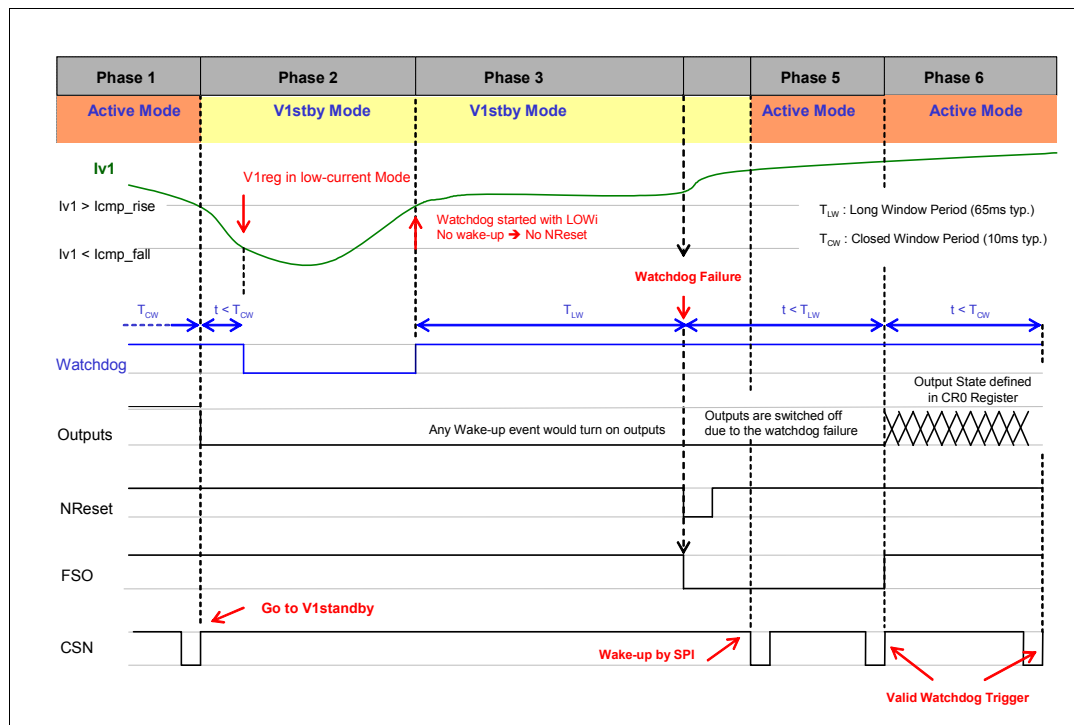 Phase 1 Phase 2 Phase 3 Phase 5 Phase 6
Active Mode V1stby Mode V1stby Mode Active Mode Active Mode
Iv1
V1reg in low-current Mode
Iv1 > Icmp_rise
Watchdog started with LOWi
No wake-up ➔ No NReset
TLW : Long Window Period (65ms typ.)
TCW : Closed Window Period (10ms typ.)
Iv1 < Icmp_fall
Watchdog Failure
TCW t < TCW TLW t < TLW t < TCW
Watchdog
Output State defined
in CR0 Register
Outputs
Any Wake-up event would turn on outputs
Outputs are switched off
due to the watchdog failure
NReset
FSO
Go to V1standby
CSN
Wake-up by SPI
Valid Watchdog Trigger